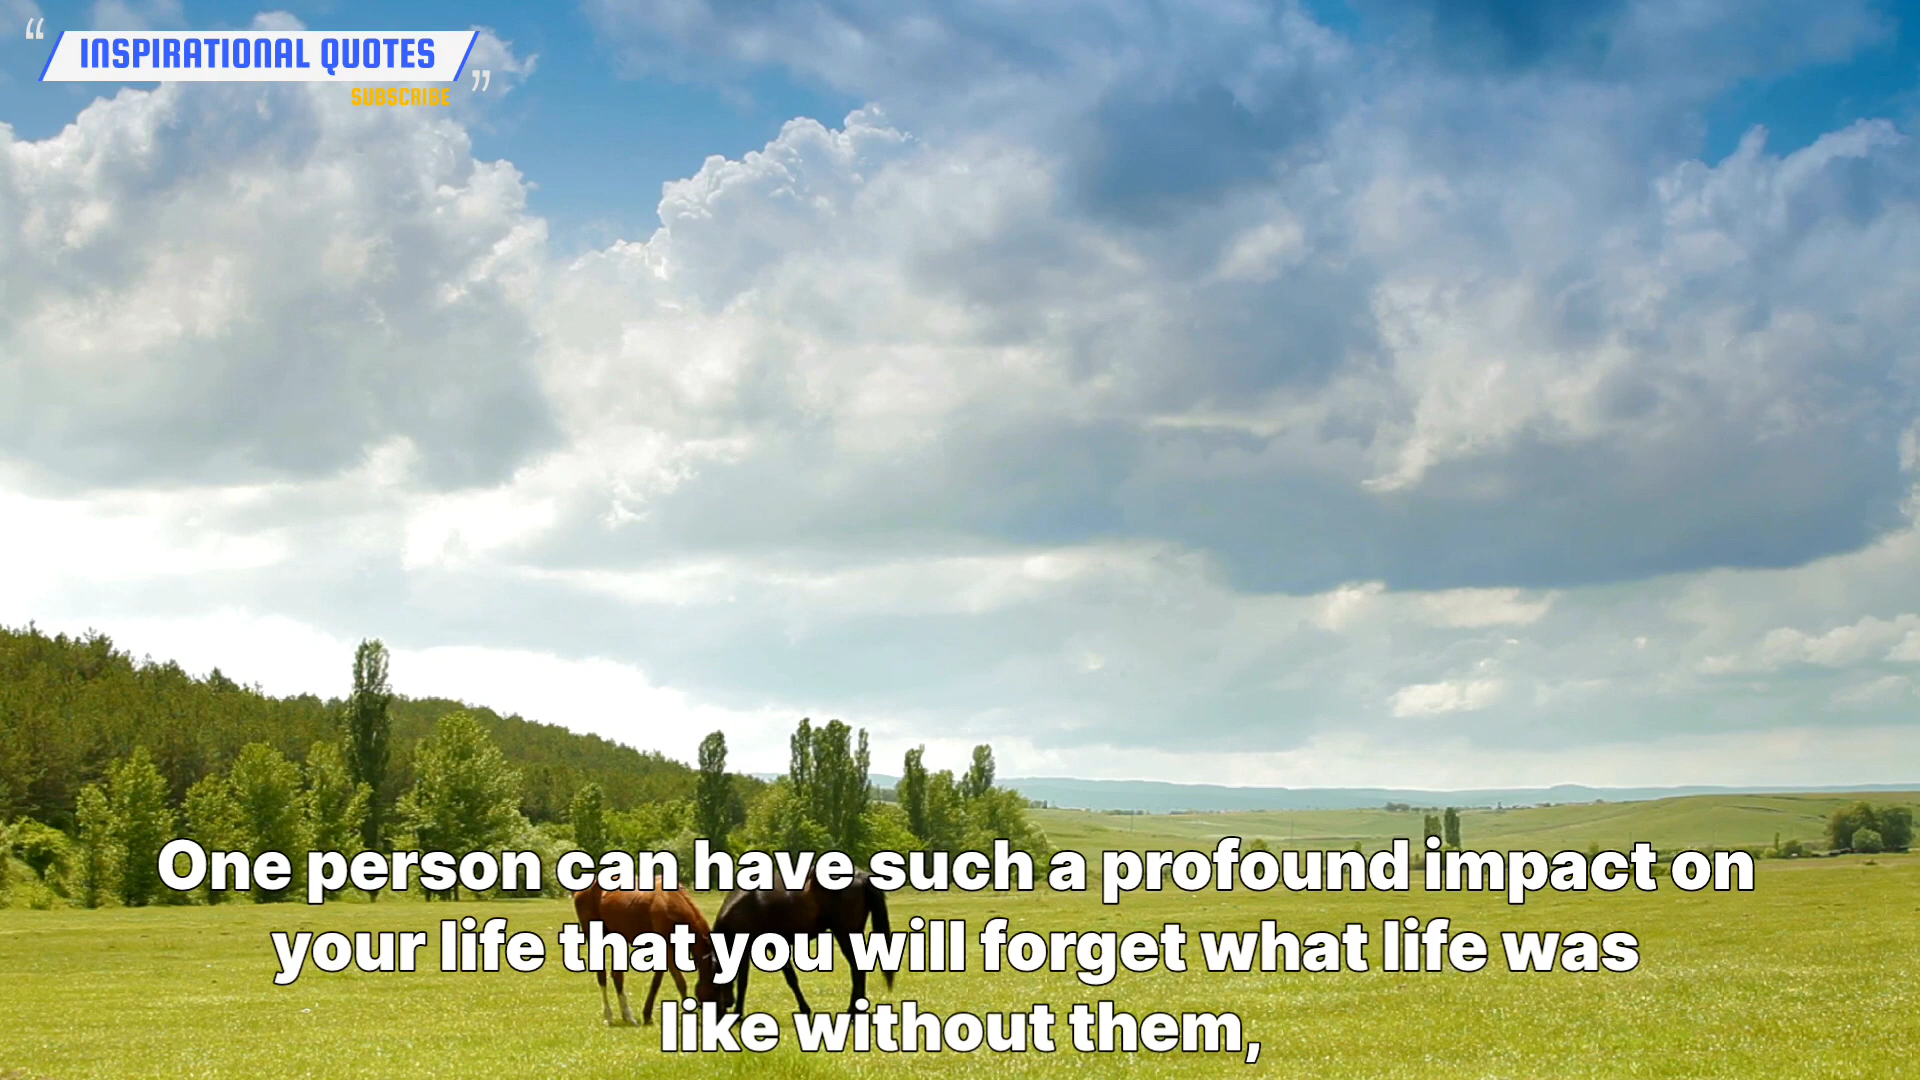 “ INSPIRATIONAL QUOTES ”
SUBSCRIBE
One person can have such a profound impact on
your life that you will forget what life was
like without them,